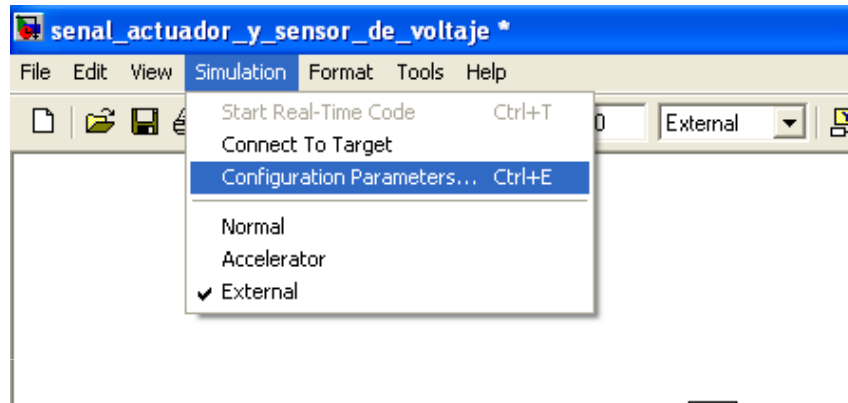 senal_actuador_y_sensor_de_voltaje *
File Edit View Simulation Format Tools Help
0 External
Start Real-Time Code Ctrl+T
Connect To Target
Configuration Parameters... Ctrl+E
Normal
Accelerator
External